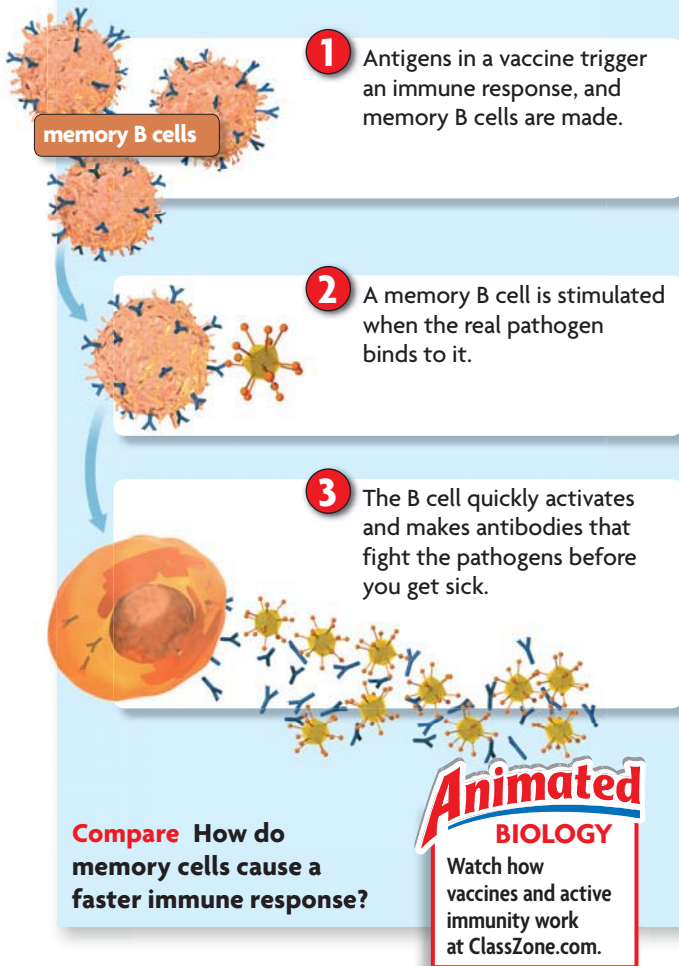 1
Antigens in a vaccine trigger
an immune response, and
memory B cells are made.
memory B cells
2
A memory B cell is stimulated
when the real pathogen
binds to it.
3
The B cell quickly activates
and makes antibodies that
fight the pathogens before
you get sick.
Compare How do
memory cells cause a
faster immune response?
Animated
BIOLOGY
Watch how
vaccines and active
immunity work
at ClassZone.com.